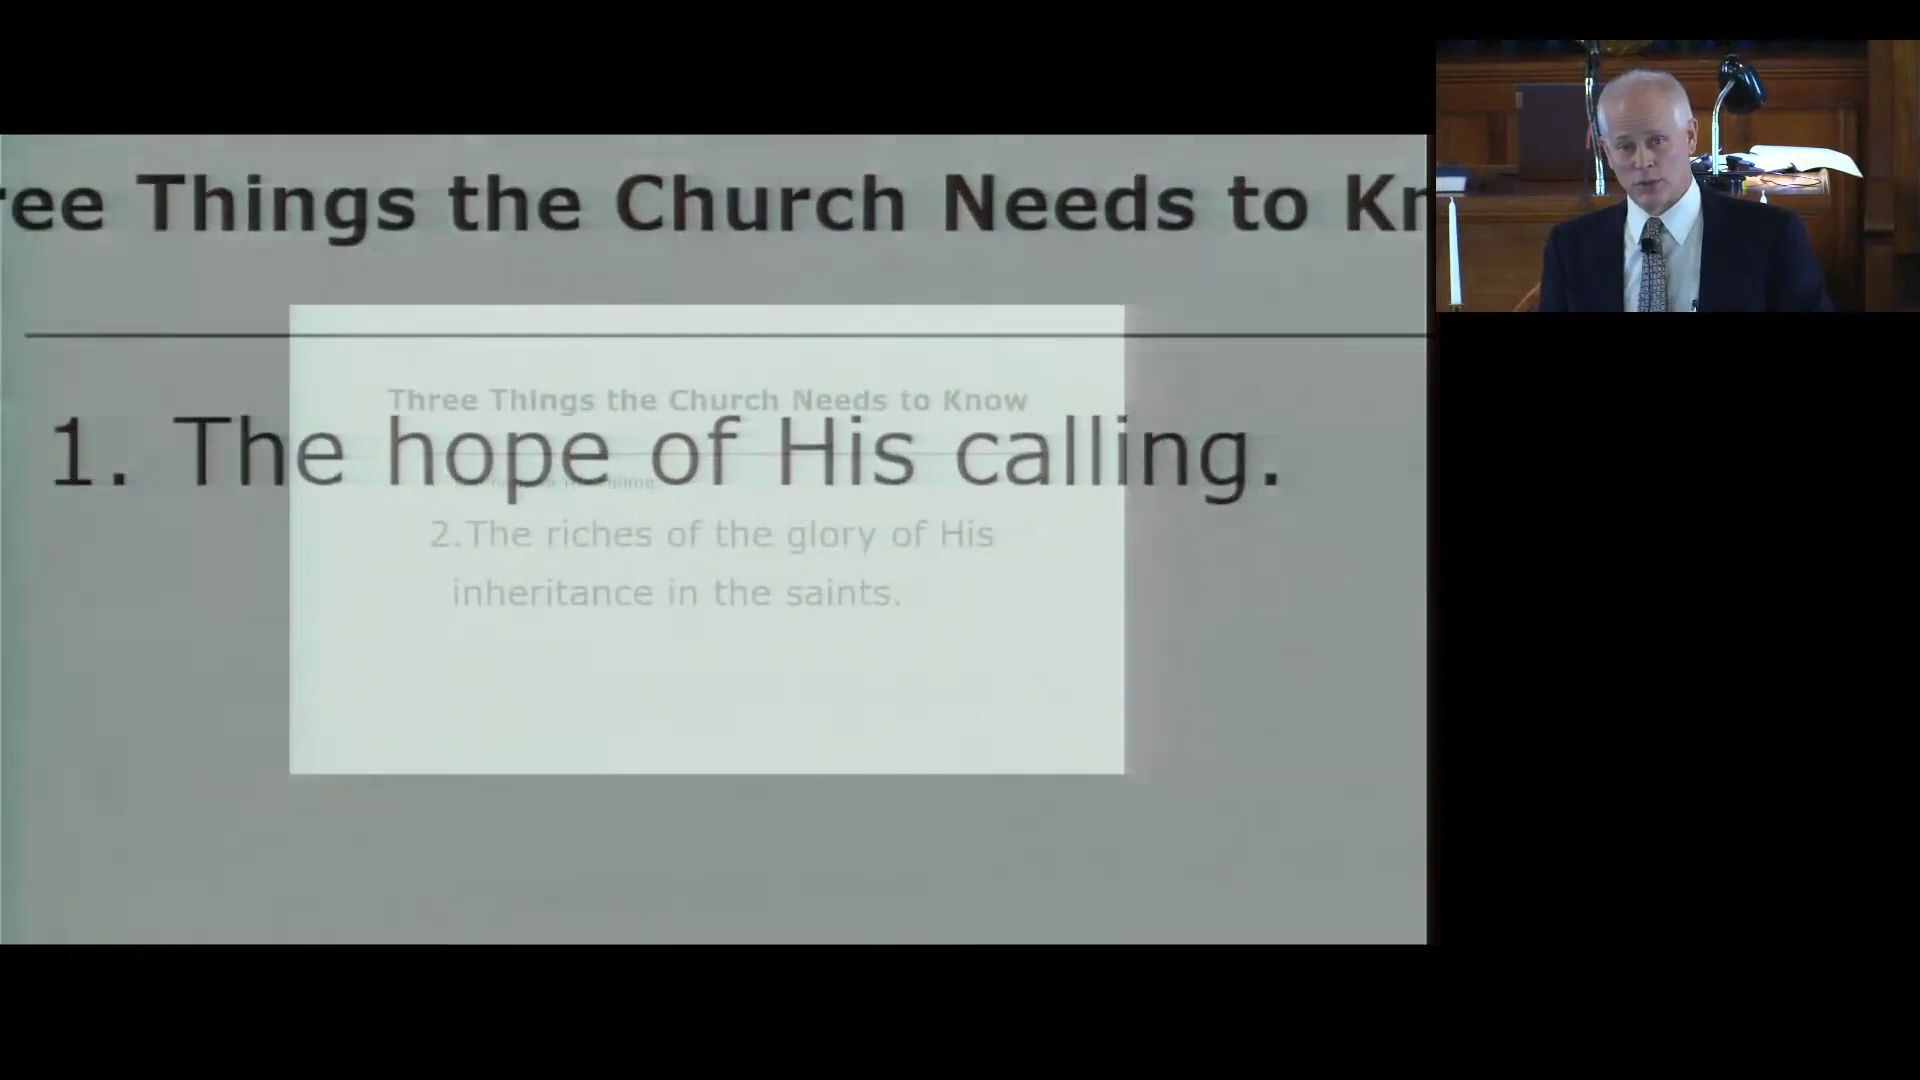 ree Things the Church Needs to Kn
1. The hope of His calling.
Three Things the Church Needs to Know
2.The riches of the glory of His
inheritance in the saints.